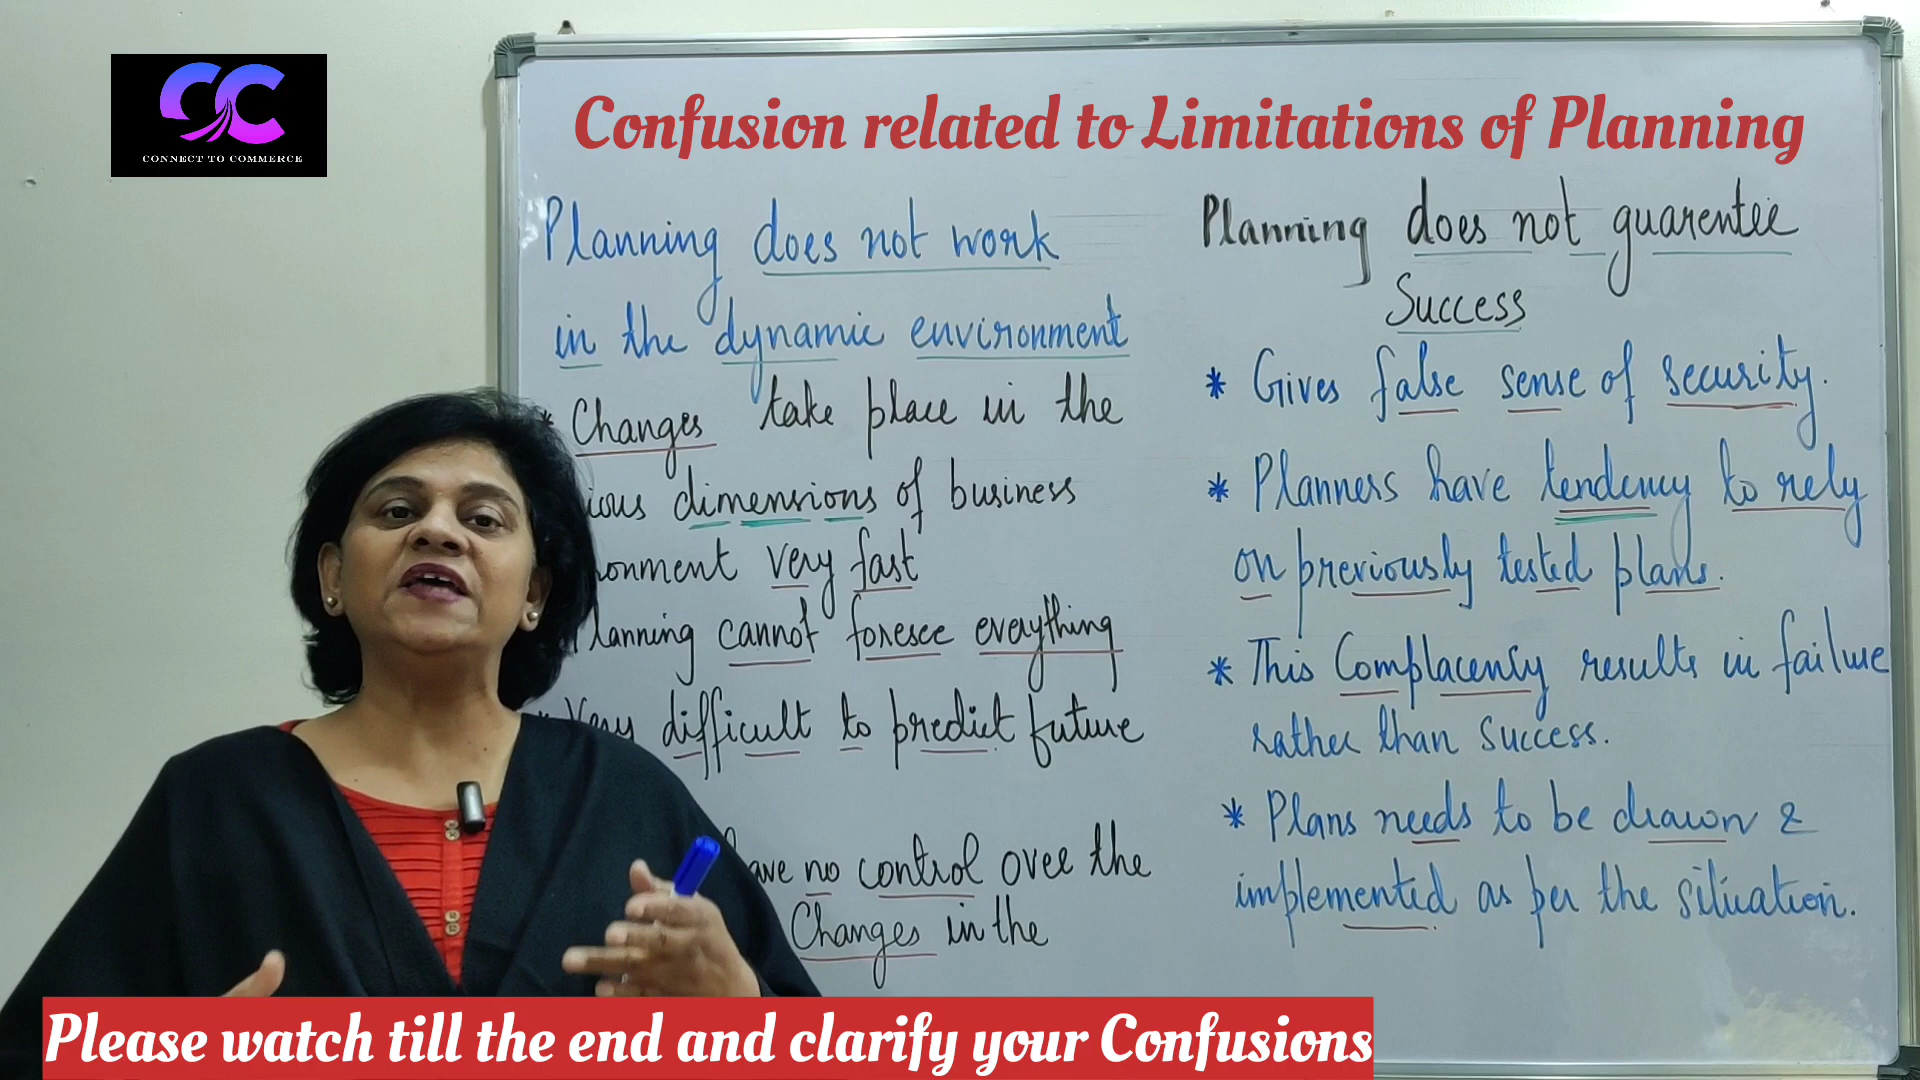 CONNECT TO COMMERCE
Confusion related to Limitations of Planning
Planning does not work
in the dynamic environment
* Changes take place in the
dimensions of business
very fast
Planning cannot foresee everything
* Very difficult to predict future
no control over the
Changes in the
Planning does not guarentee
Success
* Gives false sense of security.
* Planners have tendency to rely
on previously tested plans.
* This Complacency results in failure
rather than success.
* Plans needs to be drawn &
implemented as per the situation.
Please watch till the end and clarify your Confusions